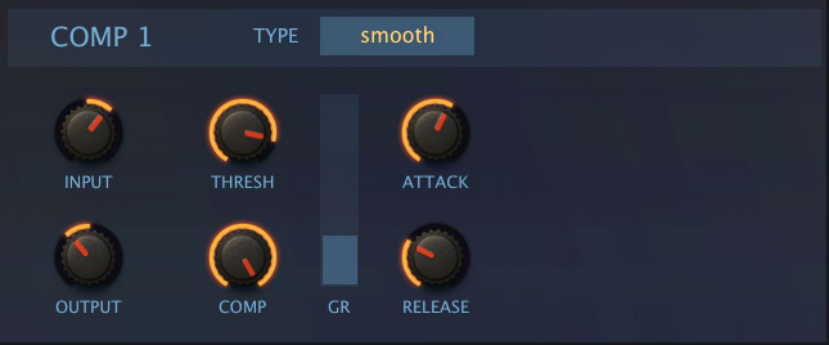 COMP 1 TYPE smooth
INPUT THRESH ATTACK
OUTPUT COMP GR RELEASE